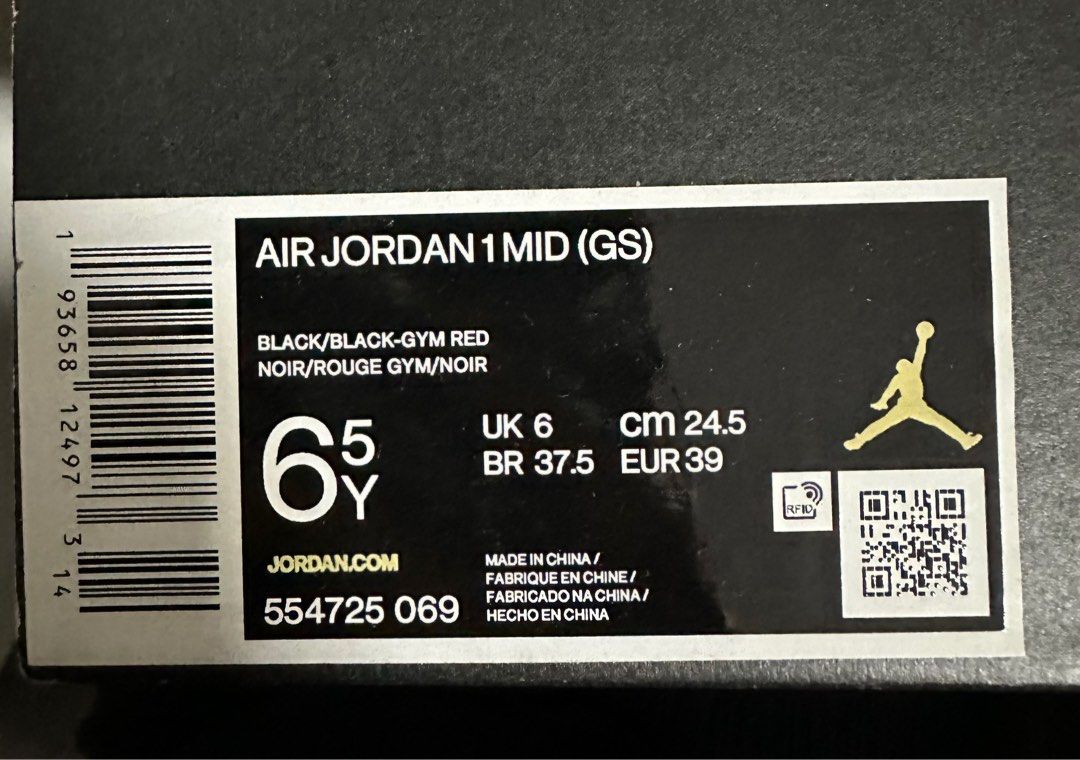 AIR JORDAN 1 MID (GS)
BLACK/BLACK-GYM RED
NOIR/ROUGE GYM/NOIR
6 5Y
UK 6 cm 24.5
BR 37.5 EUR 39
RFID
JORDAN.COM
554725 069
MADE IN CHINA /
FABRIQUE EN CHINE /
FABRICADO NA CHINA /
HECHO EN CHINA
1 93658 12497 3 14